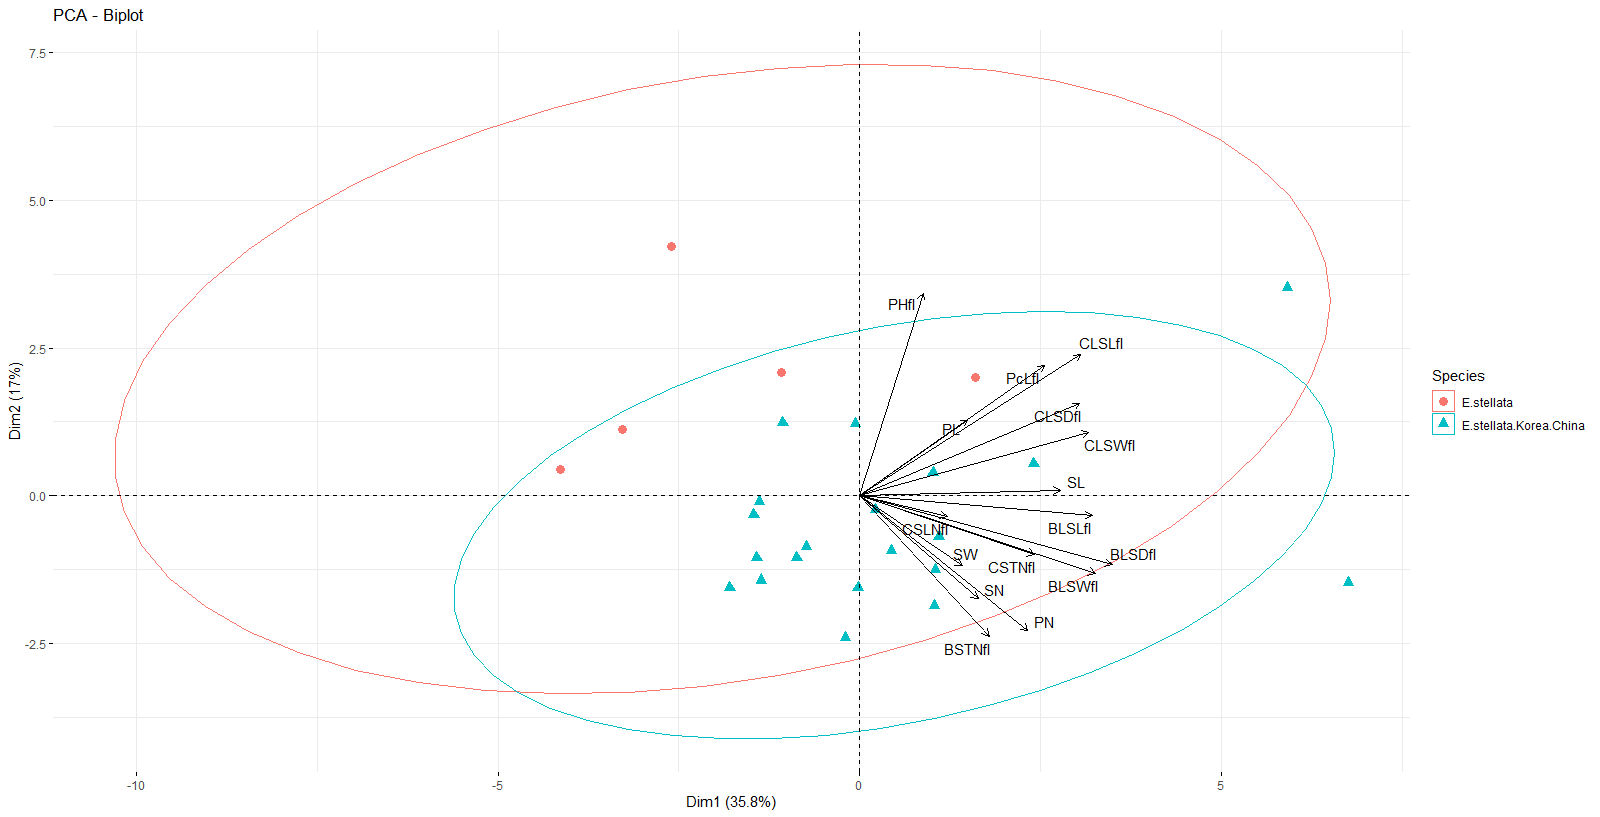 PCA - Biplot
7.5
5.0
2.5
0.0
-2.5
Dim2 (17%)
PHfl
CLSLfl
PcLfl
CLSDfl
PL
CLSWfl
SL
BLSLfl
CSLNfl
SW
BLSDfl
CSTNfl
BLSWfl
SN
PN
BSTNfl
-10
-5
0
5
Dim1 (35.8%)
Species
E.stellata
E.stellata.Korea.China